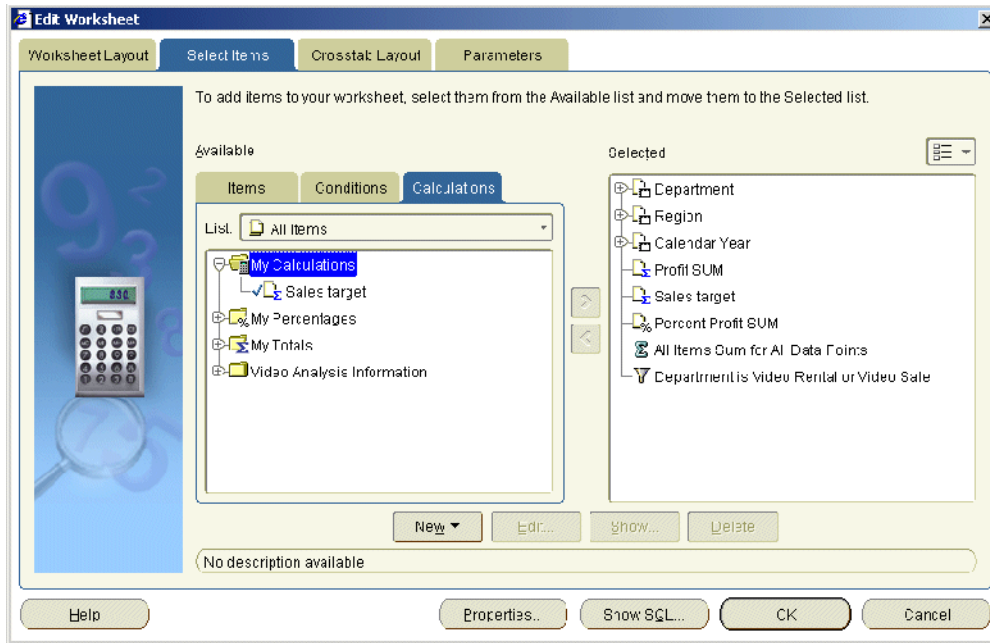 Edit Worksheet
Worksheet Layout Select Items Crosstab Layout Parameters
To add items to your worksheet, select them from the Available list and move them to the Selected list.
Available
Selected
Items Conditions Calculations
List: All Items
My Calculations
Sales target
My Percentages
My Totals
Video Analysis Information
Department
Region
Calendar Year
Profit SUM
Sales target
Percent Profit SUM
All Items Sum for All Data Points
Department is Video Rental or Video Sale
New Edit... Show... Delete
No description available
Help Properties.. Show SQL... OK Cancel
830.